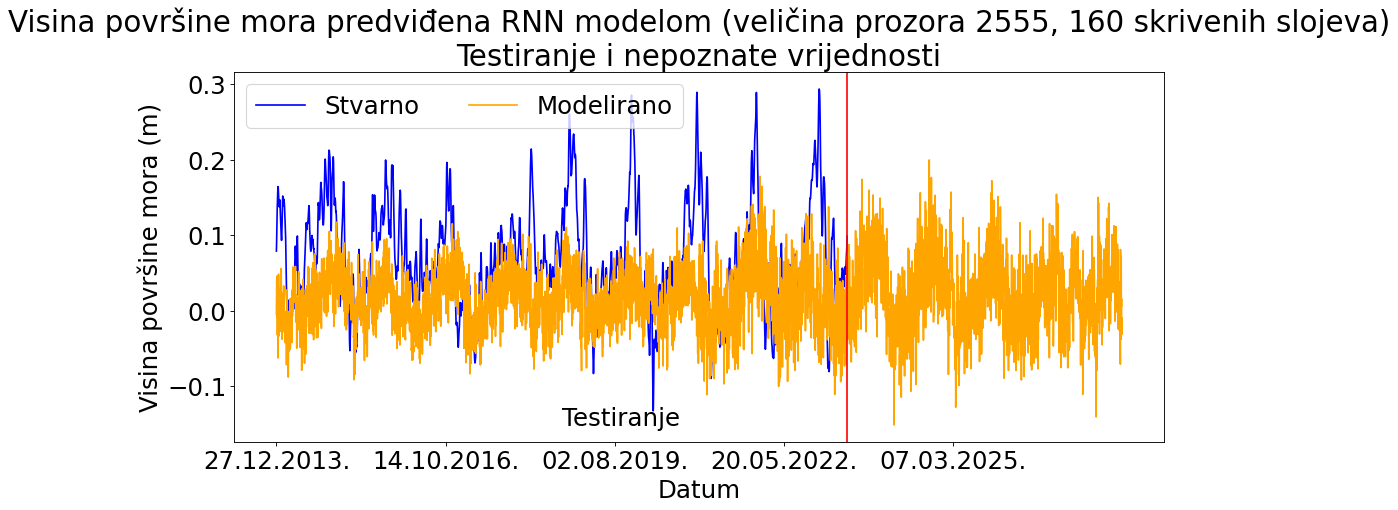 Visina površine mora predviđena RNN modelom (veličina prozora 2555, 160 skrivenih slojeva)
Testiranje i nepoznate vrijednosti
Stvarno Modelirano
Visina površine mora (m)
0.3
0.2
0.1
0.0
−0.1
Testiranje
27.12.2013. 14.10.2016. 02.08.2019. 20.05.2022. 07.03.2025.
Datum